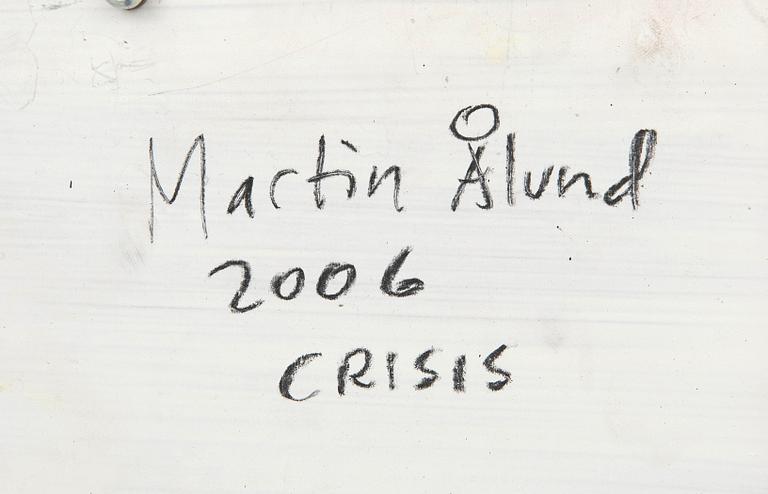 Martin Ålund
2006
CRISIS